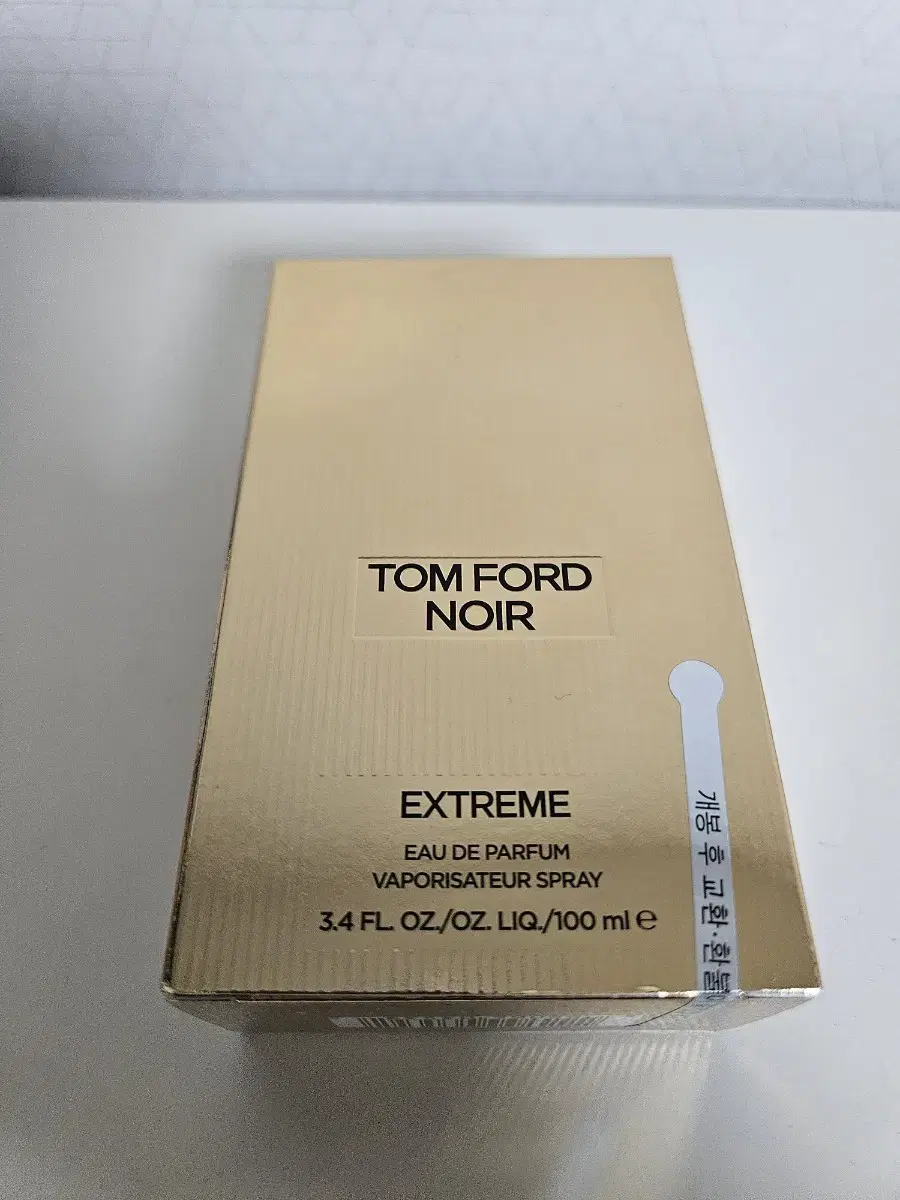 TOM FORD
NOIR
EXTREME
EAU DE PARFUM
VAPORISATEUR SPRAY
3.4 FL. OZ./OZ. LIQ./100 ml ℮
개봉 후 교환·환불